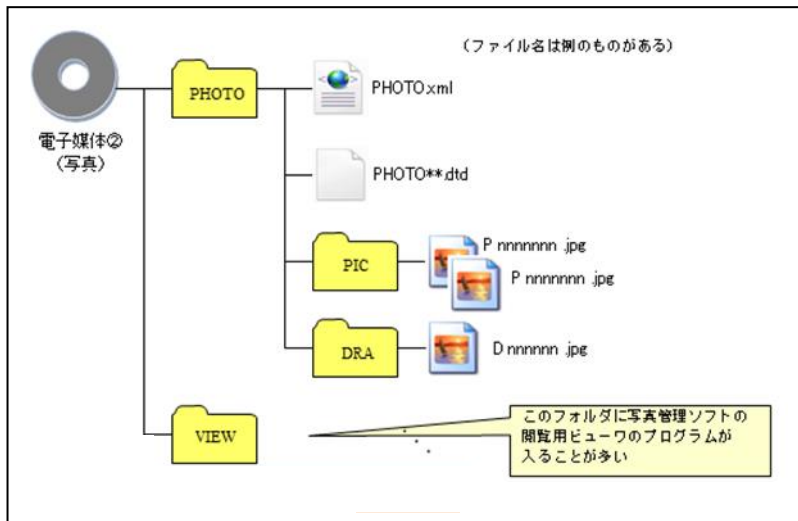 (ファイル名は例のものがある)
電子媒体②
(写真)
PHOTO
PHOTO.xml
PHOTO**.dtd
PIC
P nnnnnnn .jpg
P nnnnnnn .jpg
DRA
D nnnnnn .jpg
VIEW
このフォルダに写真管理ソフトの
閲覧用ビューワのプログラムが
入ることが多い